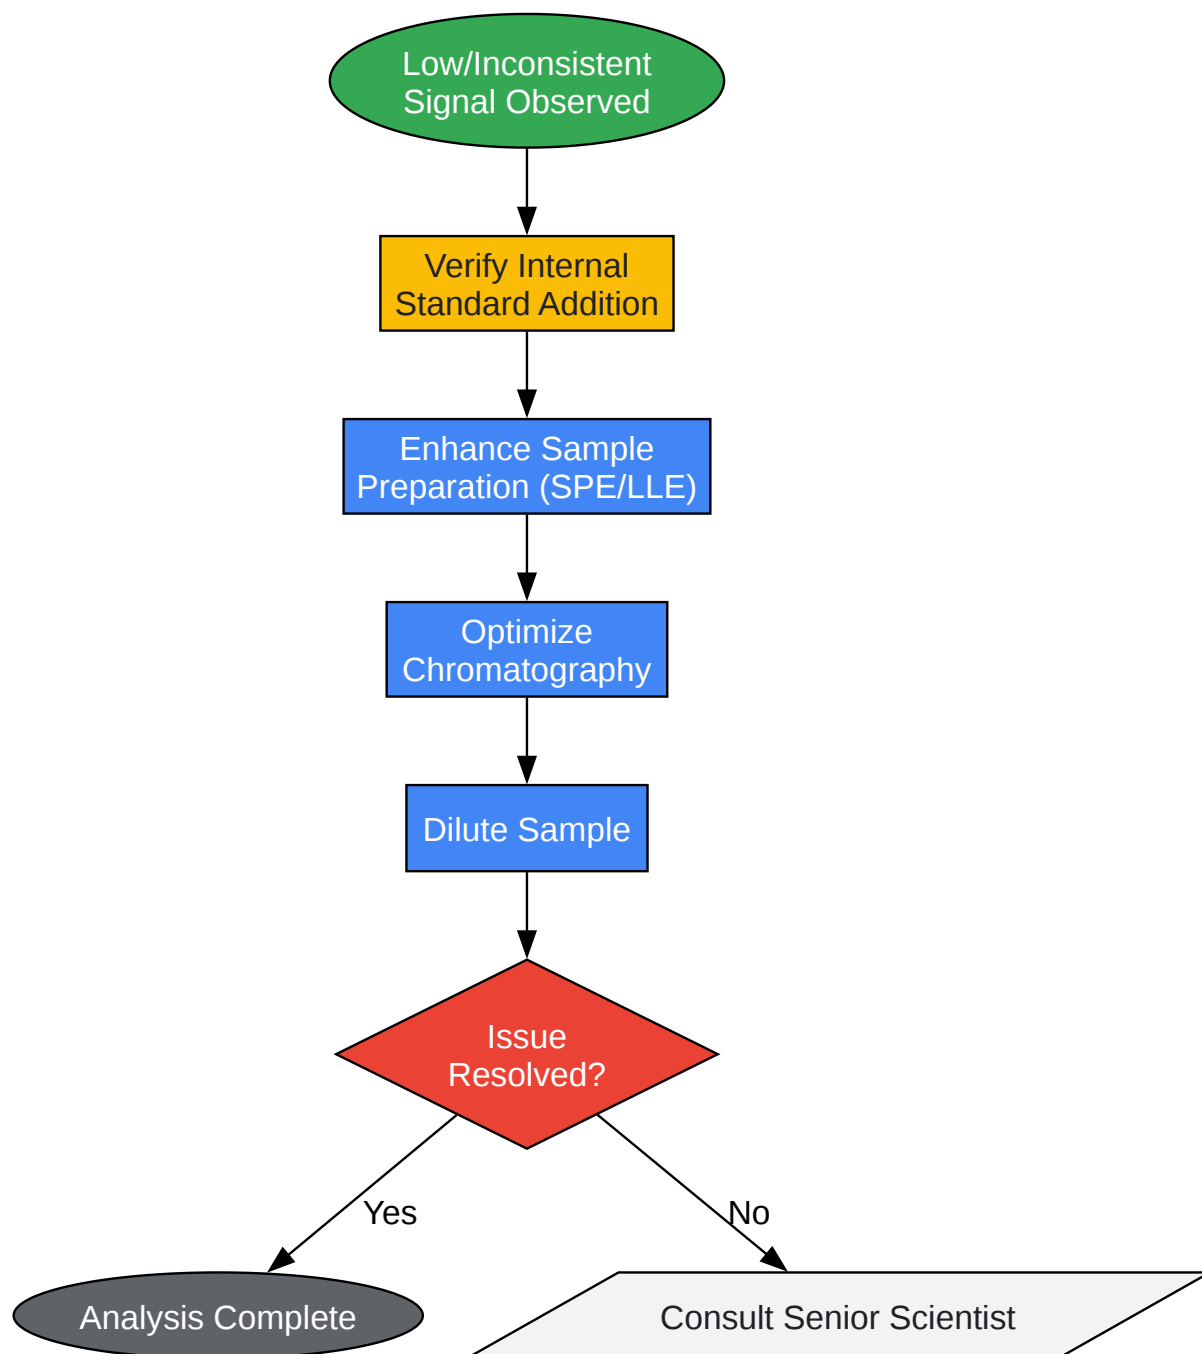 Low/Inconsistent
Signal Observed
Verify Internal
Standard Addition
Enhance Sample
Preparation (SPE/LLE)
Optimize
Chromatography
Dilute Sample
Issue
Resolved?
Yes
No
Analysis Complete
Consult Senior Scientist